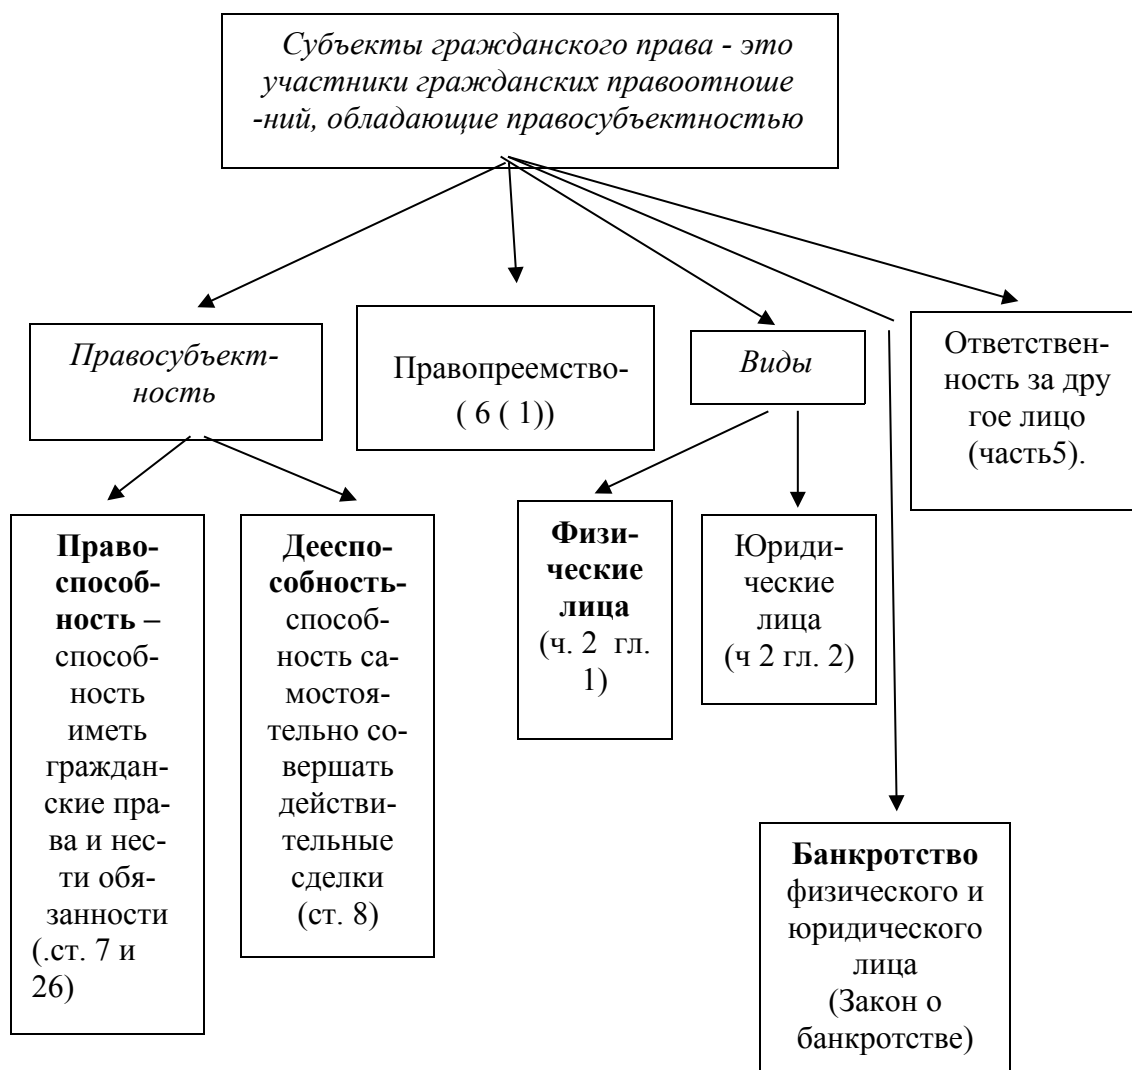 Субъекты гражданского права - это
участники гражданских правоотноше
-ний, обладающие правосубъектностью
Правосубъект-
ность
Правопреемство-
( 6 ( 1))
Виды
Ответствен-
ность за дру
гое лицо
(часть5).
Право-
способ-
ность –
способ-
ность
иметь
граждан-
ские пра-
ва и нес-
ти обя-
занности
(.ст. 7 и
26)
Дееспо-
собность-
способ-
ность са-
мостоя-
тельно со-
вершать
действи-
тельные
сделки
(ст. 8)
Физи-
ческие
лица
(ч. 2 гл.
1)
Юриди-
ческие
лица
(ч 2 гл. 2)
Банкротство
физического и
юридического
лица
(Закон о
банкротстве)